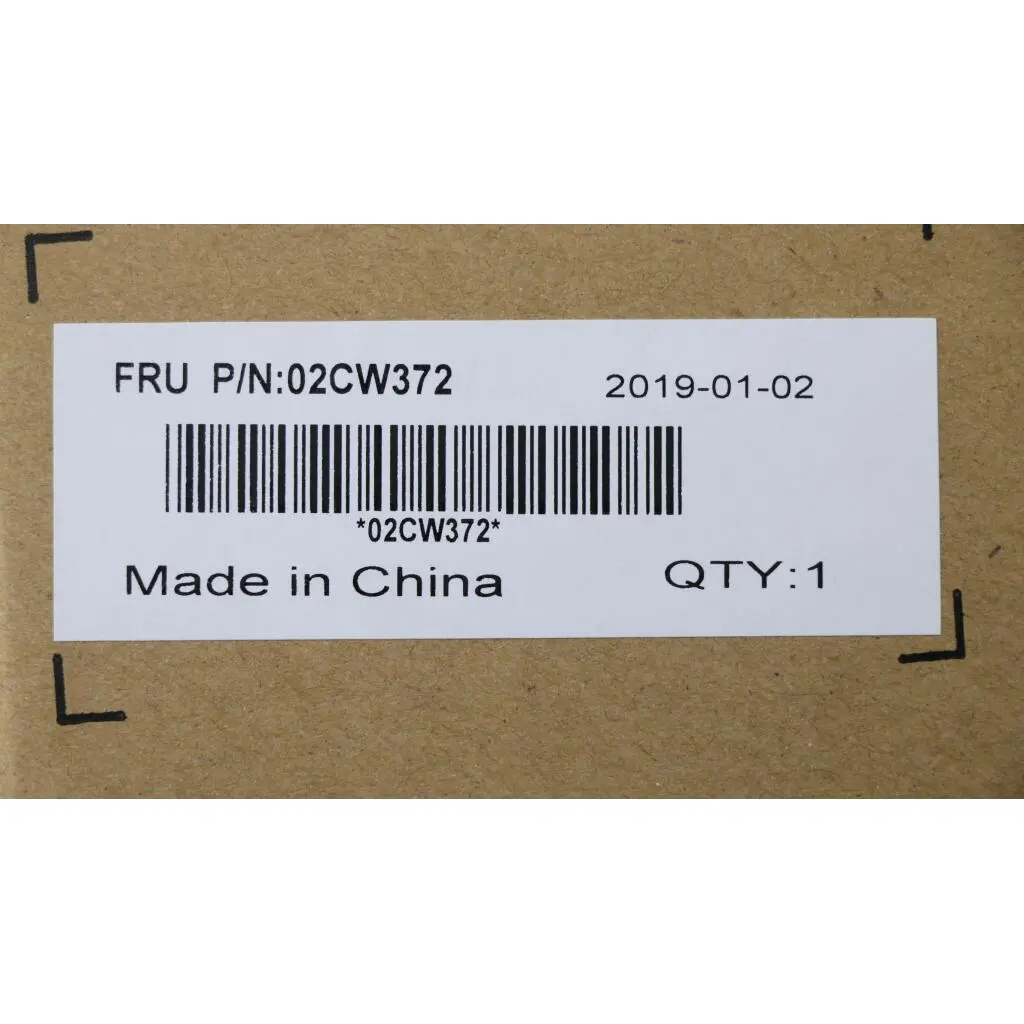 FRU P/N:02CW372 2019-01-02
*02CW372*
Made in China QTY:1